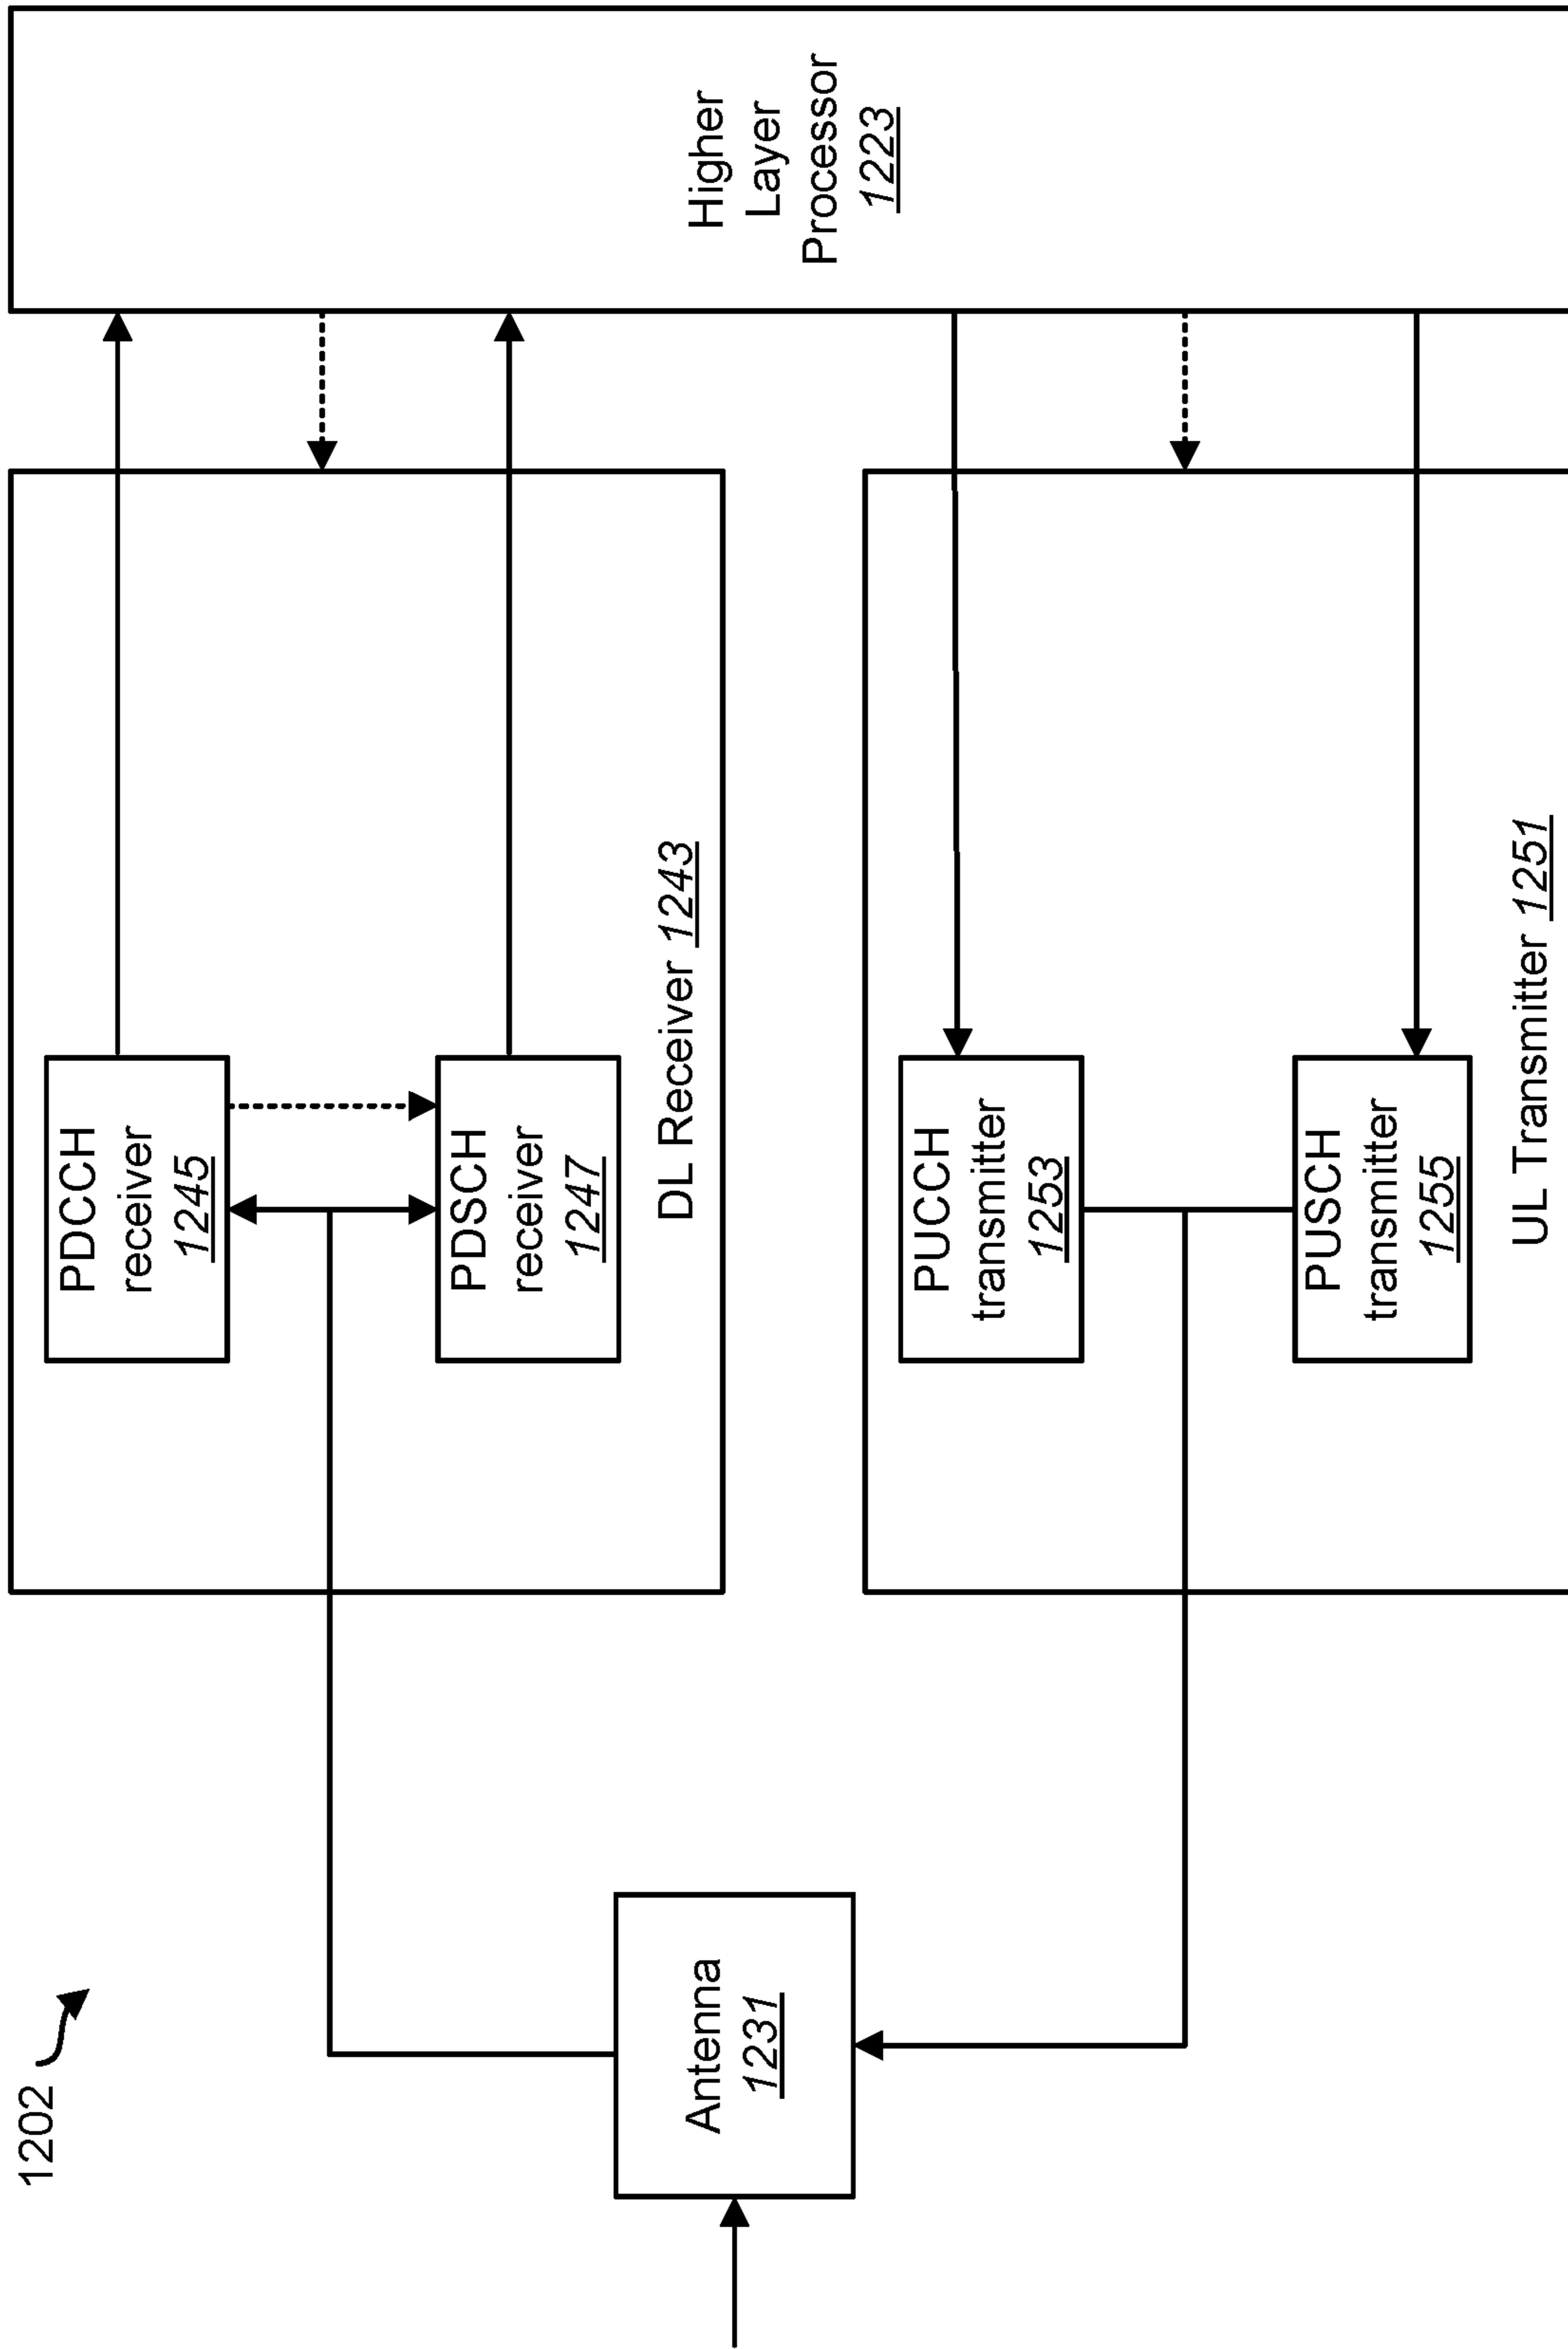 1202
Higher
Layer
Processor
1223
PDCCH
receiver
1245
PDSCH
receiver
1247
DL Receiver 1243
Antenna
1231
PUCCH
transmitter
1253
PUSCH
transmitter
1255
UL Transmitter 1251